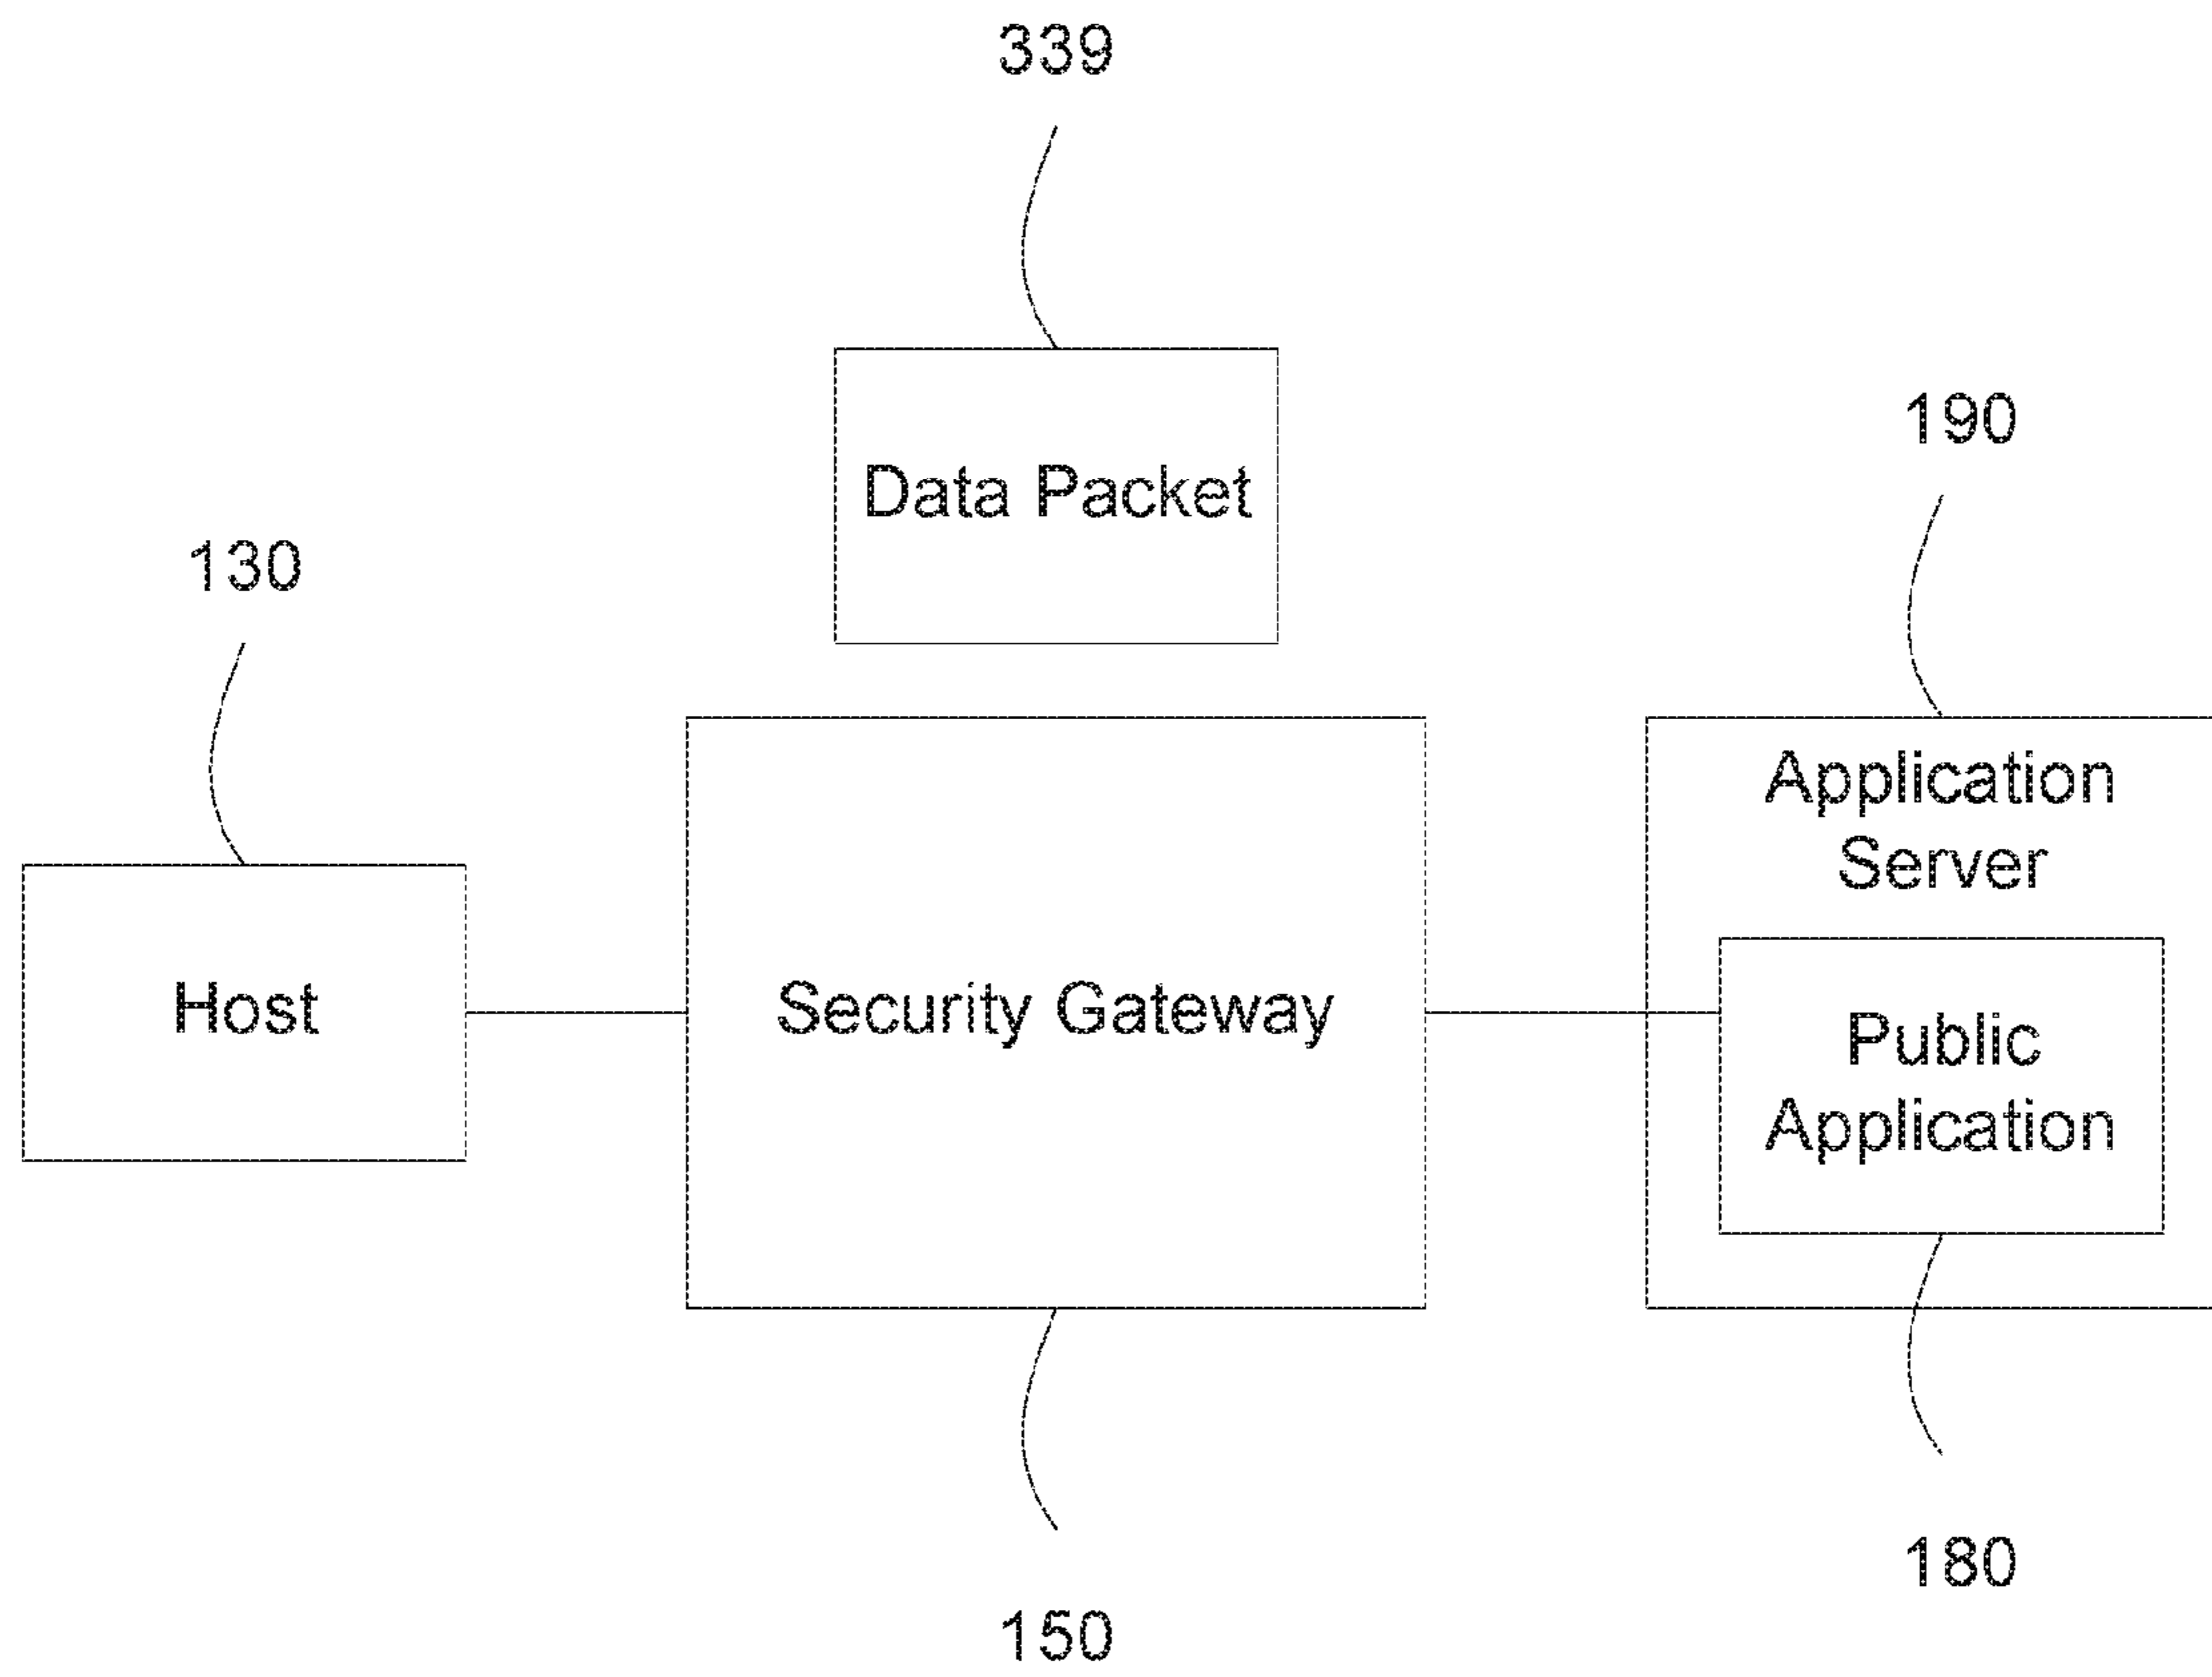 339
Data Packet
190
130
Application
Server
Host
Security Gateway
Public
Application
180
150